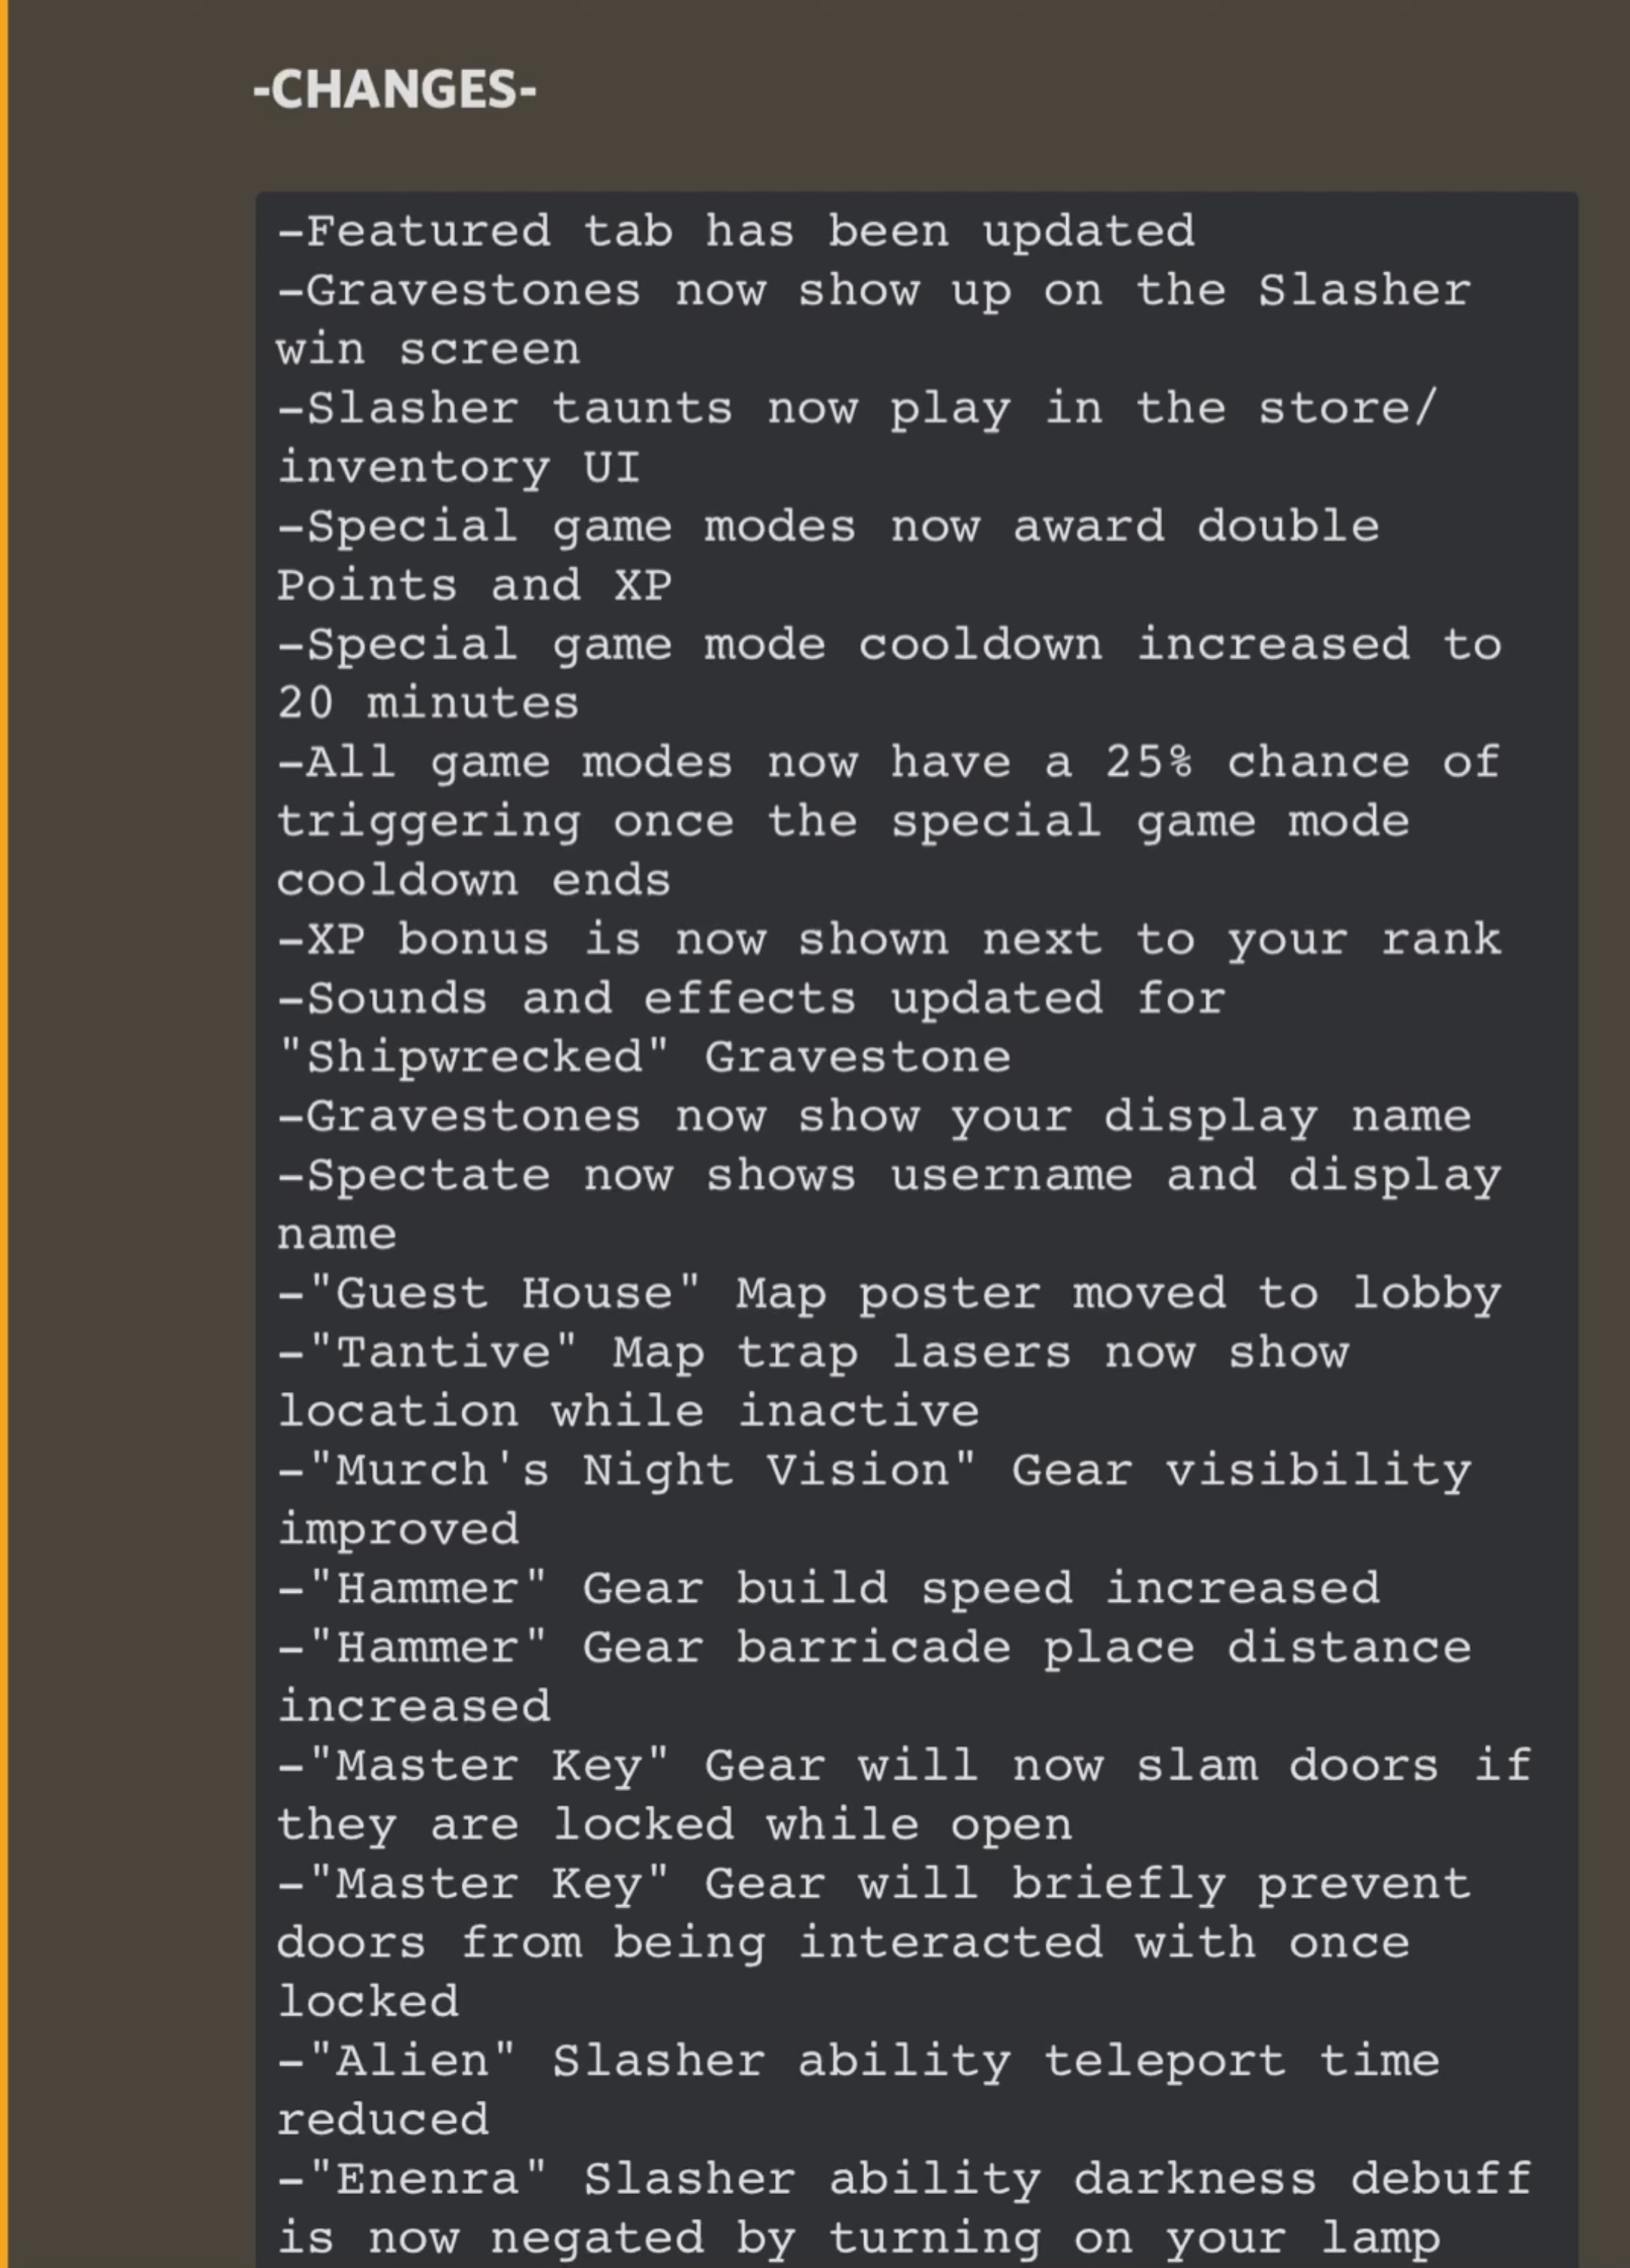 -CHANGES-
-Featured tab has been updated
-Gravestones now show up on the Slasher
win screen
-Slasher taunts now play in the store/
inventory UI
-Special game modes now award double
Points and XP
-Special game mode cooldown increased to
20 minutes
-All game modes now have a 25% chance of
triggering once the special game mode
cooldown ends
-XP bonus is now shown next to your rank
-Sounds and effects updated for
"Shipwrecked" Gravestone
-Gravestones now show your display name
-Spectate now shows username and display
name
-"Guest House" Map poster moved to lobby
-"Tantive" Map trap lasers now show
location while inactive
-"Murch's Night Vision" Gear visibility
improved
-"Hammer" Gear build speed increased
-"Hammer" Gear barricade place distance
increased
-"Master Key" Gear will now slam doors if
they are locked while open
-"Master Key" Gear will briefly prevent
doors from being interacted with once
locked
-"Alien" Slasher ability teleport time
reduced
-"Enenra" Slasher ability darkness debuff
is now negated by turning on your lamp